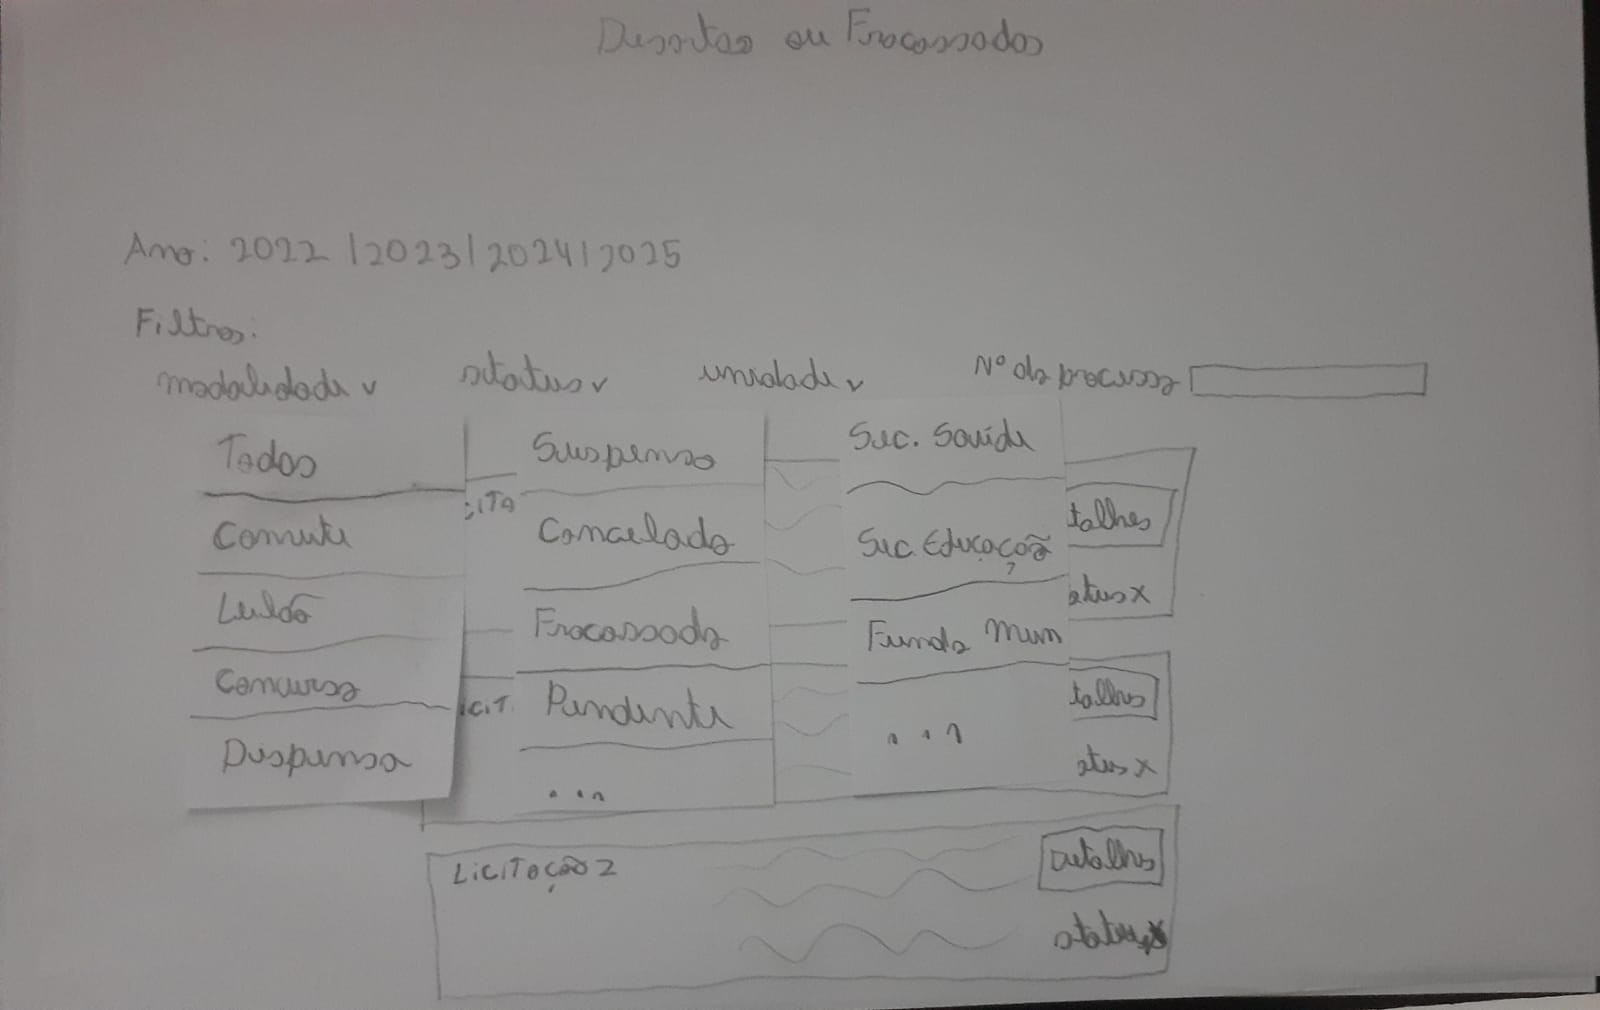 Desertas ou Fracassados
Ano: 2022 | 2023 | 2024 | 2025
Filtros:
modalidade v status v unidade v Nº do processo
Todos
Convite
Leilão
Concurso
Dispensa
Suspenso
Cancelado
Fracassado
Pendente
...
Sec. Saúde
Sec. Educação
Fundo Mun
...
CITA
talhes
atus x
ICIT.
talhes
atus x
LICITAÇÃO 2
Detalhes
status x